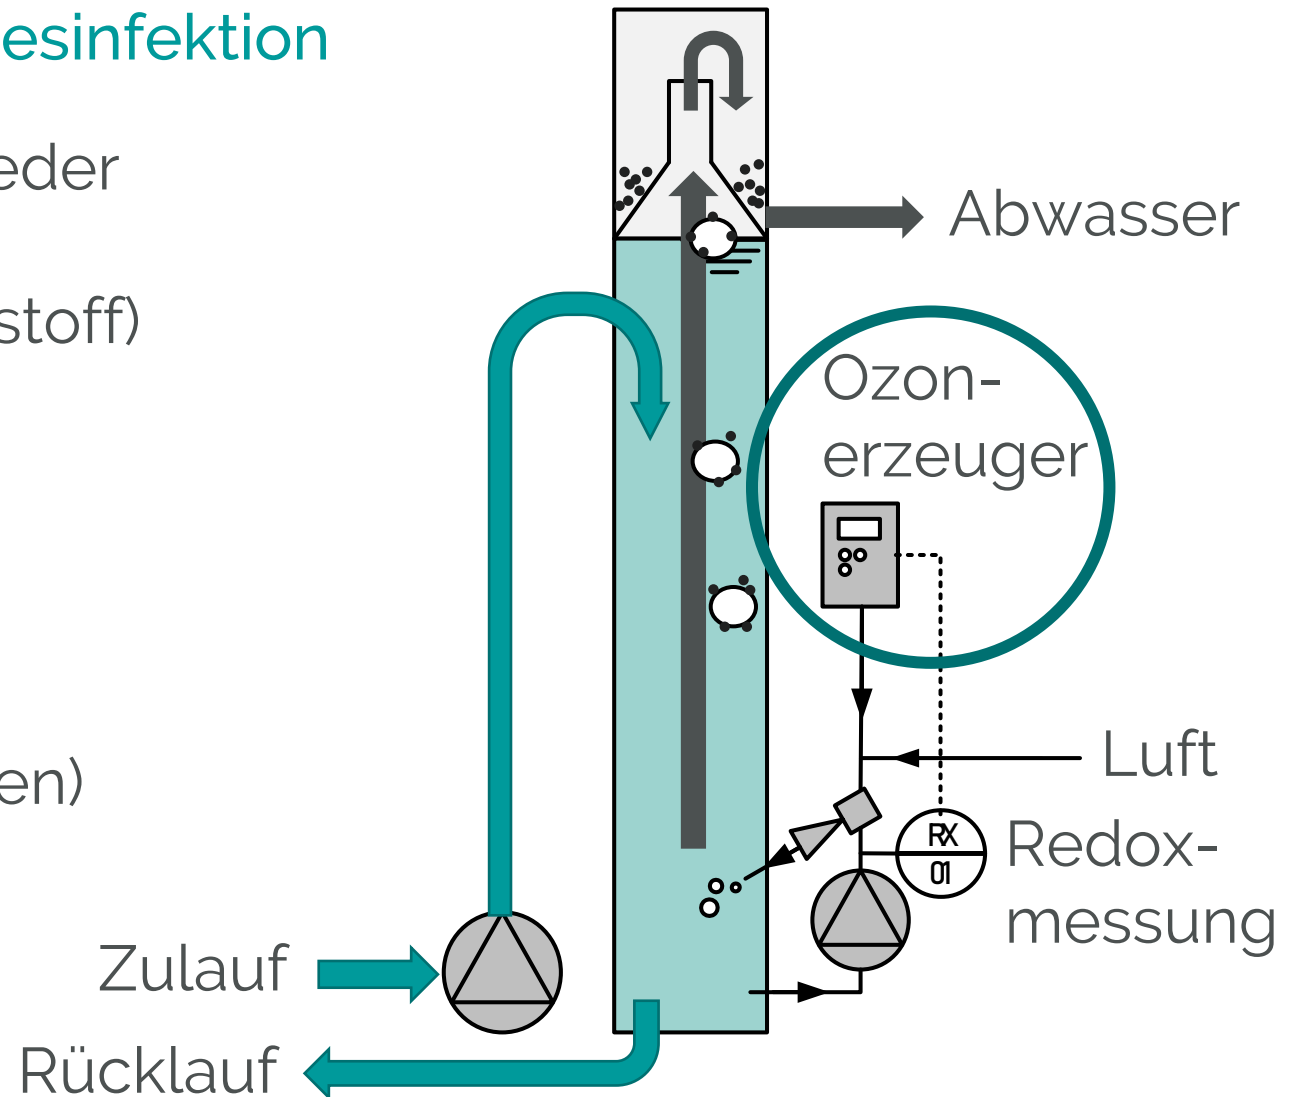 esinfektion
eder
Abwasser
stoff)
Ozon-
erzeuger
en)
Luft
RX
01
Redox-
messung
Zulauf
Rücklauf